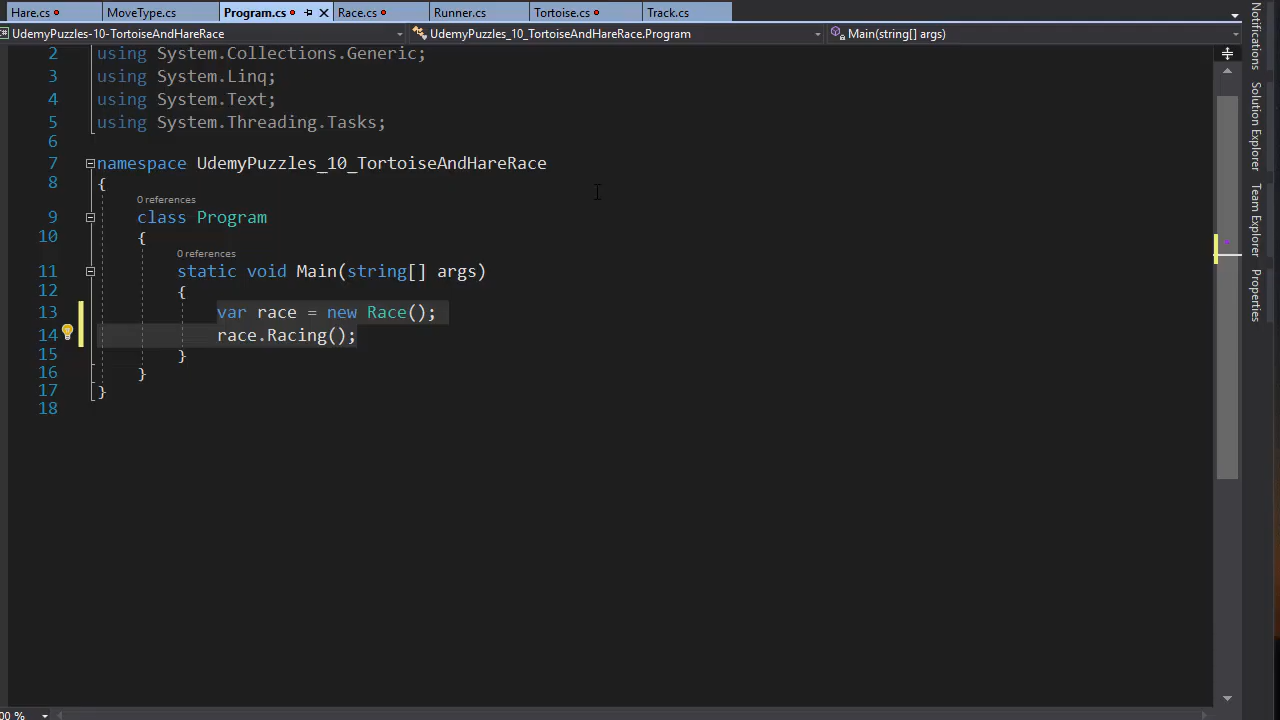 Hare.cs MoveType.cs Program.cs Race.cs Runner.cs Tortoise.cs Track.cs
UdemyPuzzles-10-TortoiseAndHareRace UdemyPuzzles_10_TortoiseAndHareRace.Program Main(string[] args)
2 using System.Collections.Generic;
3 using System.Linq;
4 using System.Text;
5 using System.Threading.Tasks;
6
7 namespace UdemyPuzzles_10_TortoiseAndHareRace
8 {
0 references
9 class Program
10 {
0 references
11 static void Main(string[] args)
12 {
13 var race = new Race();
14 race.Racing();
15 }
16 }
17 }
18
Notifications
Solution Explorer
Team Explorer
Properties
00 %